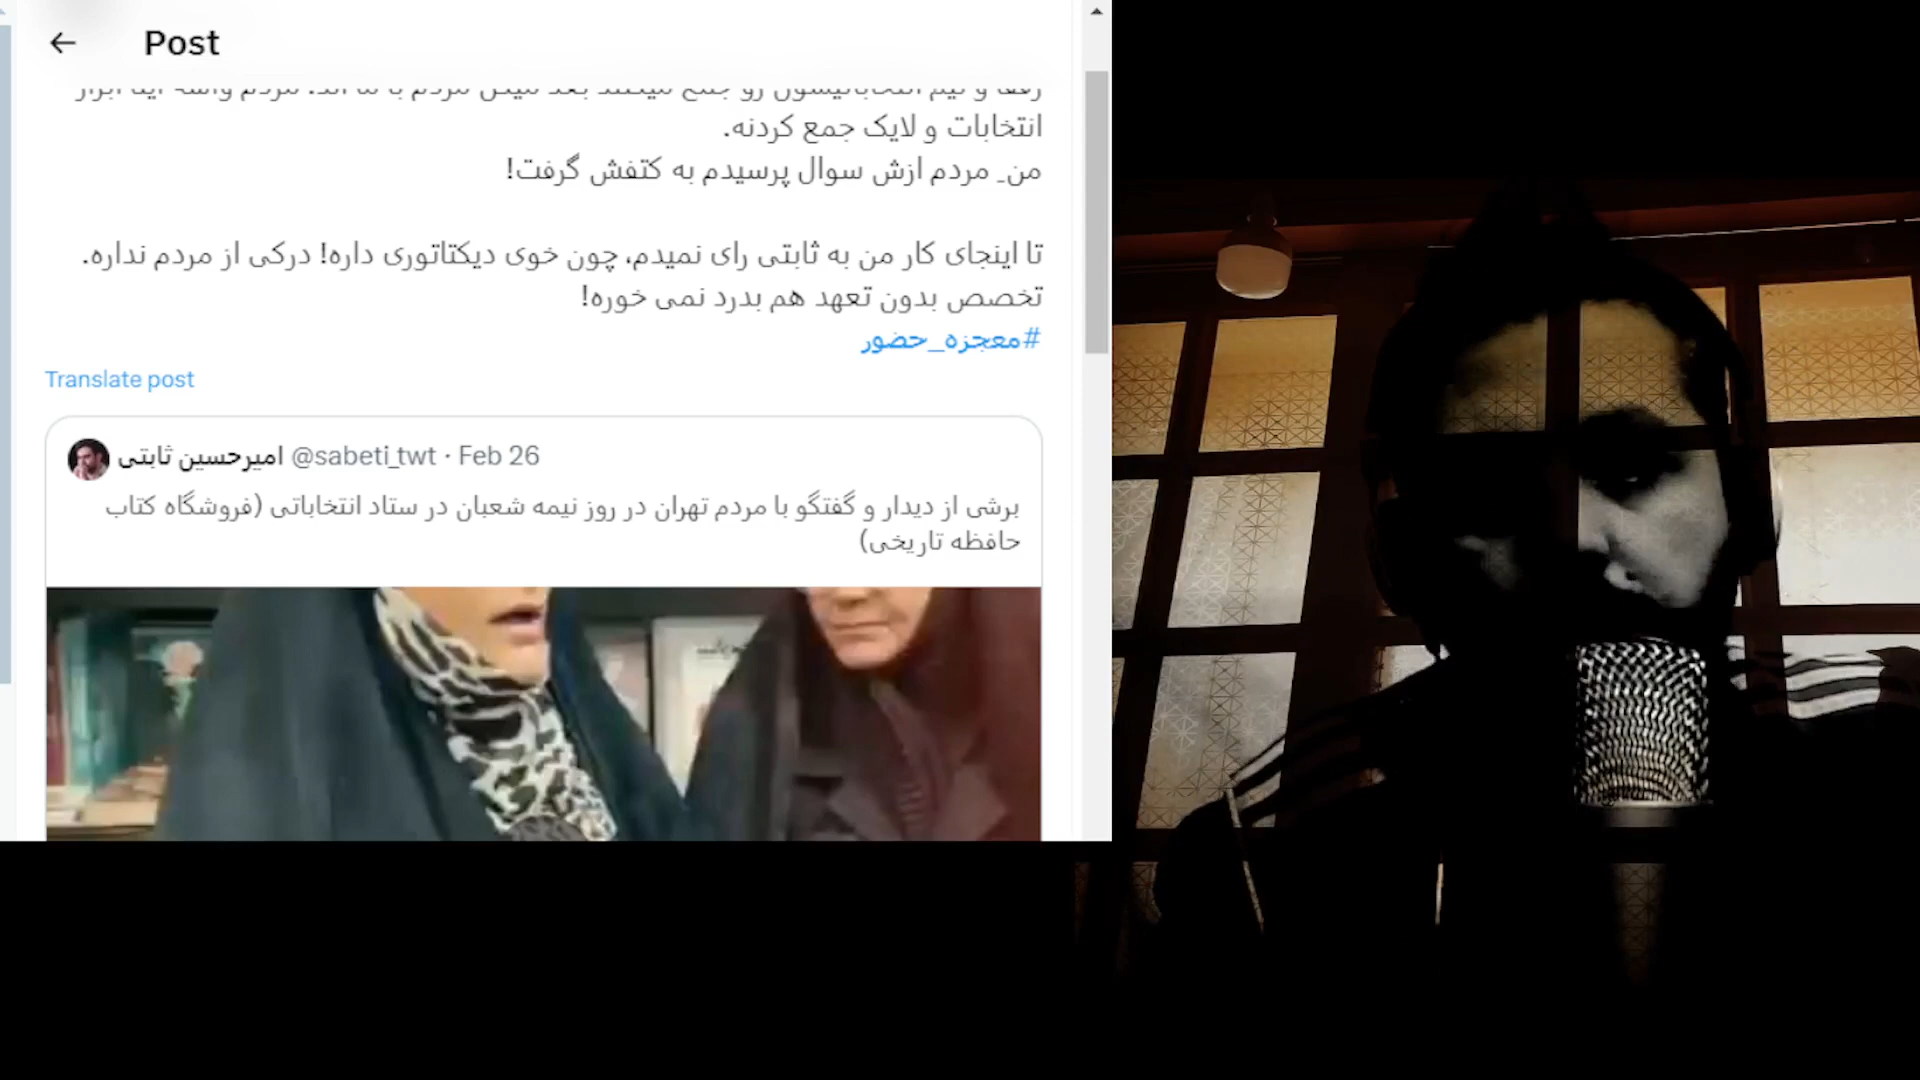 Post
انتخابات و لایک جمع کردنه.
من_ مردم ازش سوال پرسیدم به کتفش گرفت!
تا اینجای کار من به ثابتی رای نمیدم، چون خوی دیکتاتوری داره! درکی از مردم نداره.
تخصص بدون تعهد هم بدرد نمی خوره!
#معجزه_حضور
Translate post
امیرحسین ثابتی @sabeti_twt · Feb 26
برشی از دیدار و گفتگو با مردم تهران در روز نیمه شعبان در ستاد انتخاباتی (فروشگاه کتاب
حافظه تاریخی)